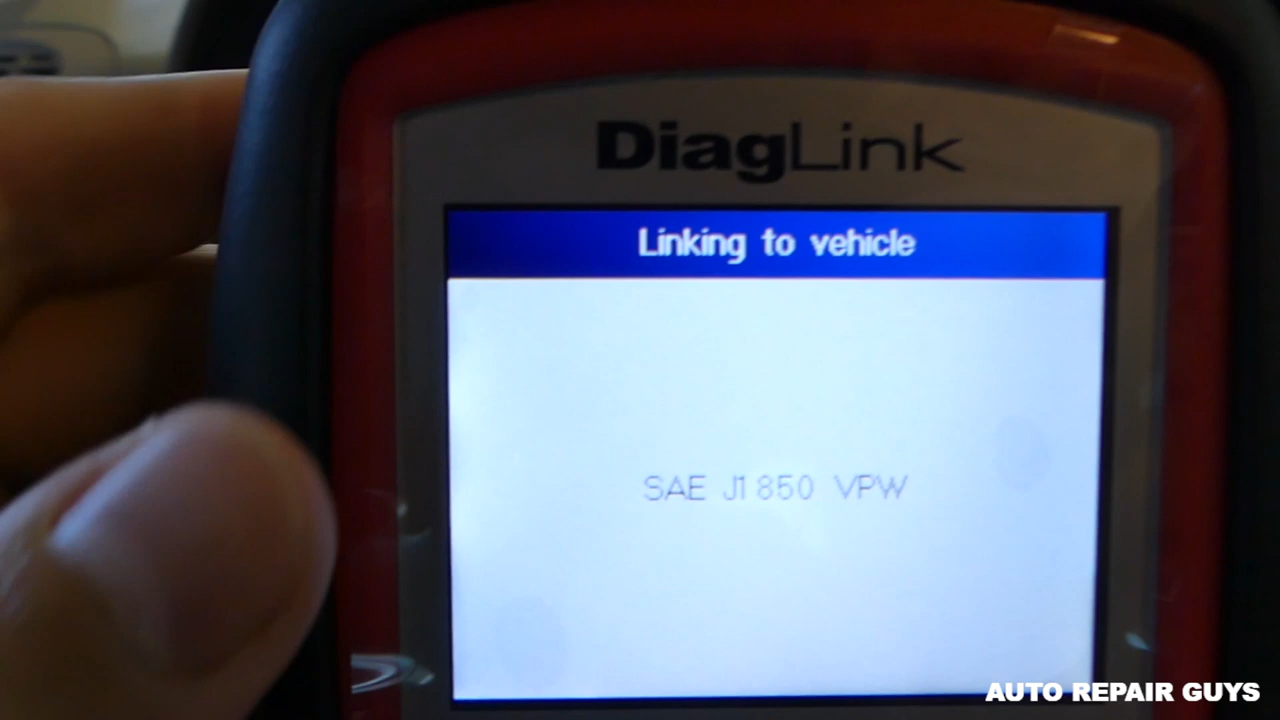 DiagLink
Linking to vehicle
SAE J1850 VPW
AUTO REPAIR GUYS